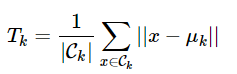 T_k = \frac{1}{|\mathcal{C}_k|} \sum_{x \in \mathcal{C}_k} ||x - \mu_k||